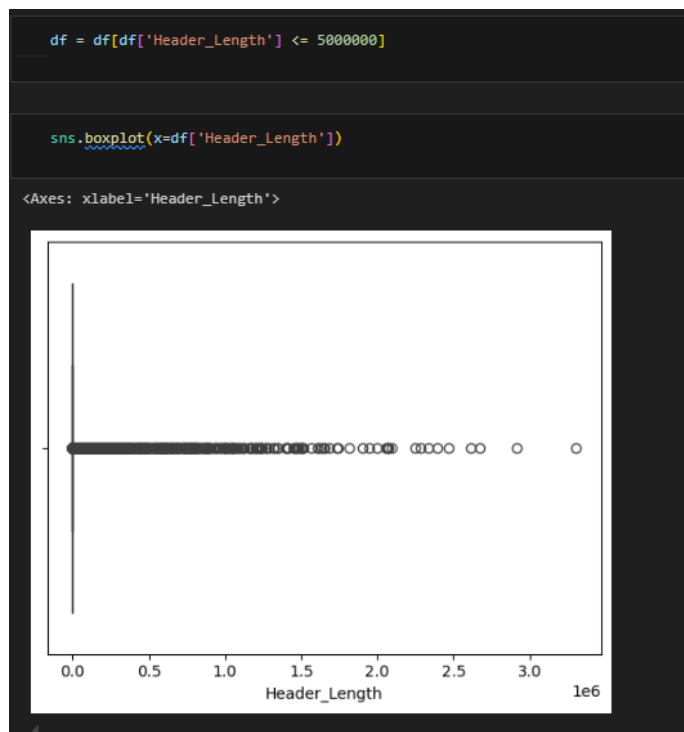 df = df[df['Header_Length'] <= 5000000]
sns.boxplot(x=df['Header_Length'])
<Axes: xlabel='Header_Length'>
0.0 0.5 1.0 1.5 2.0 2.5 3.0
Header_Length 1e6